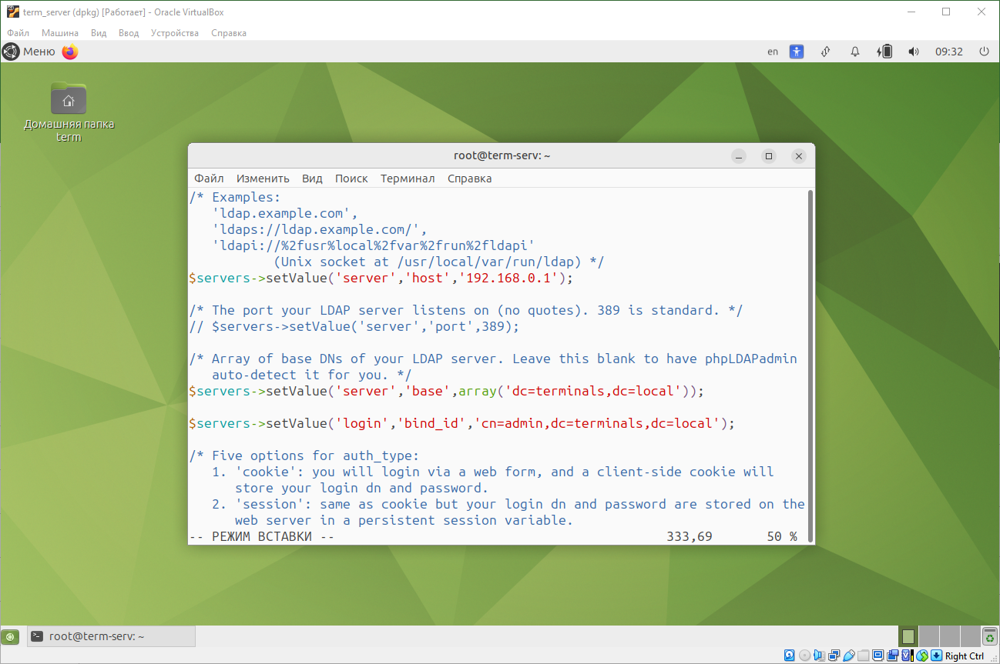 term_server (dpkg) [Работает] - Oracle VirtualBox
Файл Машина Вид Ввод Устройства Справка
Меню en 09:32
Домашняя папка
term
root@term-serv: ~
Файл Изменить Вид Поиск Терминал Справка
/* Examples:
'ldap.example.com',
'ldaps://ldap.example.com/',
'ldapi://%2fusr%local%2fvar%2frun%2fldapi'
(Unix socket at /usr/local/var/run/ldap) */
$servers->setValue('server','host','192.168.0.1');
/* The port your LDAP server listens on (no quotes). 389 is standard. */
// $servers->setValue('server','port',389);
/* Array of base DNs of your LDAP server. Leave this blank to have phpLDAPadmin
auto-detect it for you. */
$servers->setValue('server','base',array('dc=terminals,dc=local'));
$servers->setValue('login','bind_id','cn=admin,dc=terminals,dc=local');
/* Five options for auth_type:
1. 'cookie': you will login via a web form, and a client-side cookie will
store your login dn and password.
2. 'session': same as cookie but your login dn and password are stored on the
web server in a persistent session variable.
-- РЕЖИМ ВСТАВКИ -- 333,69 50 %
root@term-serv: ~
Right Ctrl